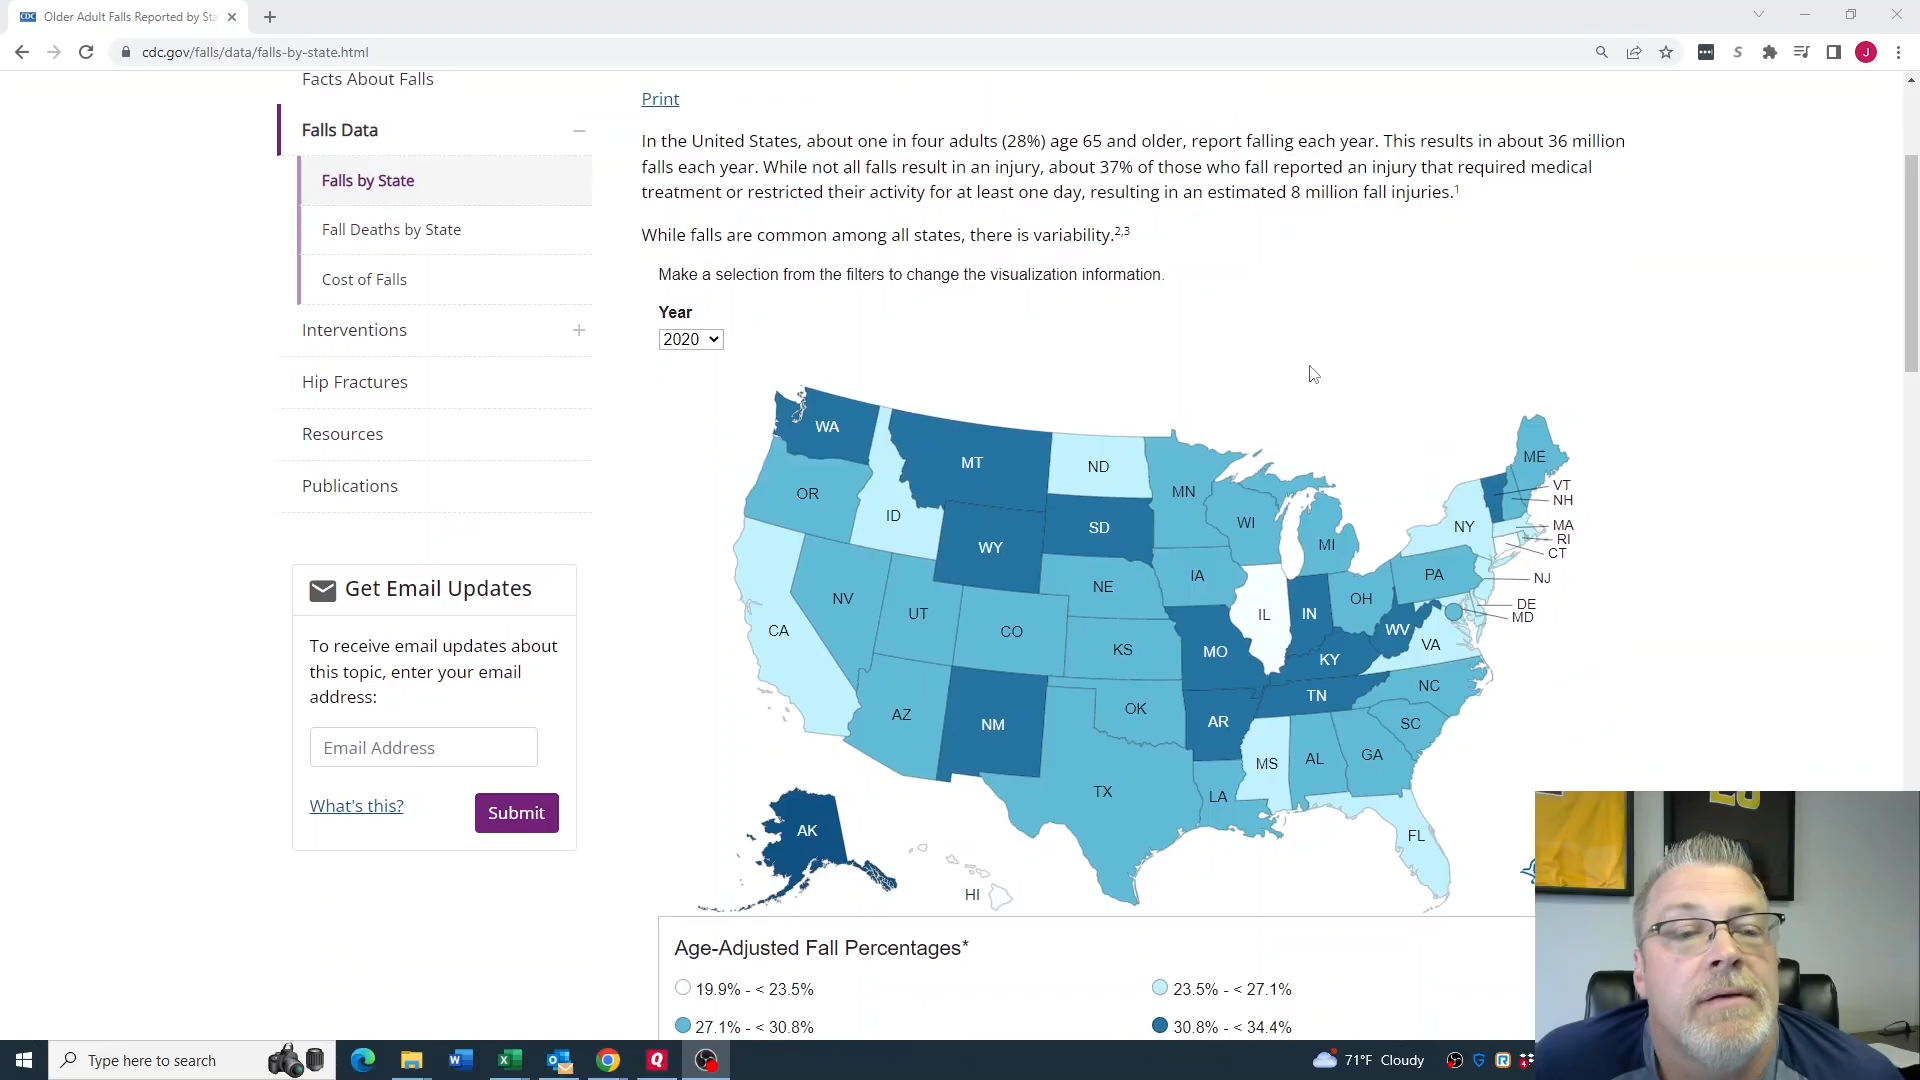 CDC Older Adult Falls Reported by Sta
cdc.gov/falls/data/falls-by-state.html
S
J
Facts About Falls
Falls Data
Falls by State
Fall Deaths by State
Cost of Falls
Interventions
Hip Fractures
Resources
Publications
Get Email Updates
To receive email updates about
this topic, enter your email
address:
Email Address
What's this?
Submit
Print
In the United States, about one in four adults (28%) age 65 and older, report falling each year. This results in about 36 million
falls each year. While not all falls result in an injury, about 37% of those who fall reported an injury that required medical
treatment or restricted their activity for at least one day, resulting in an estimated 8 million fall injuries.1
While falls are common among all states, there is variability.2,3
Make a selection from the filters to change the visualization information.
Year
2020
WA
MT
ND
ME
VT
NH
OR
ID
SD
MN
WI
NY
MA
RI
CT
WY
MI
NJ
NE
IA
PA
DE
MD
NV
UT
CO
IL
IN
OH
WV
VA
CA
KS
MO
KY
NC
AZ
NM
OK
AR
TN
SC
MS
AL
GA
TX
LA
FL
AK
HI
Age-Adjusted Fall Percentages*
19.9% - < 23.5%
23.5% - < 27.1%
27.1% - < 30.8%
30.8% - < 34.4%
Type here to search
71°F Cloudy